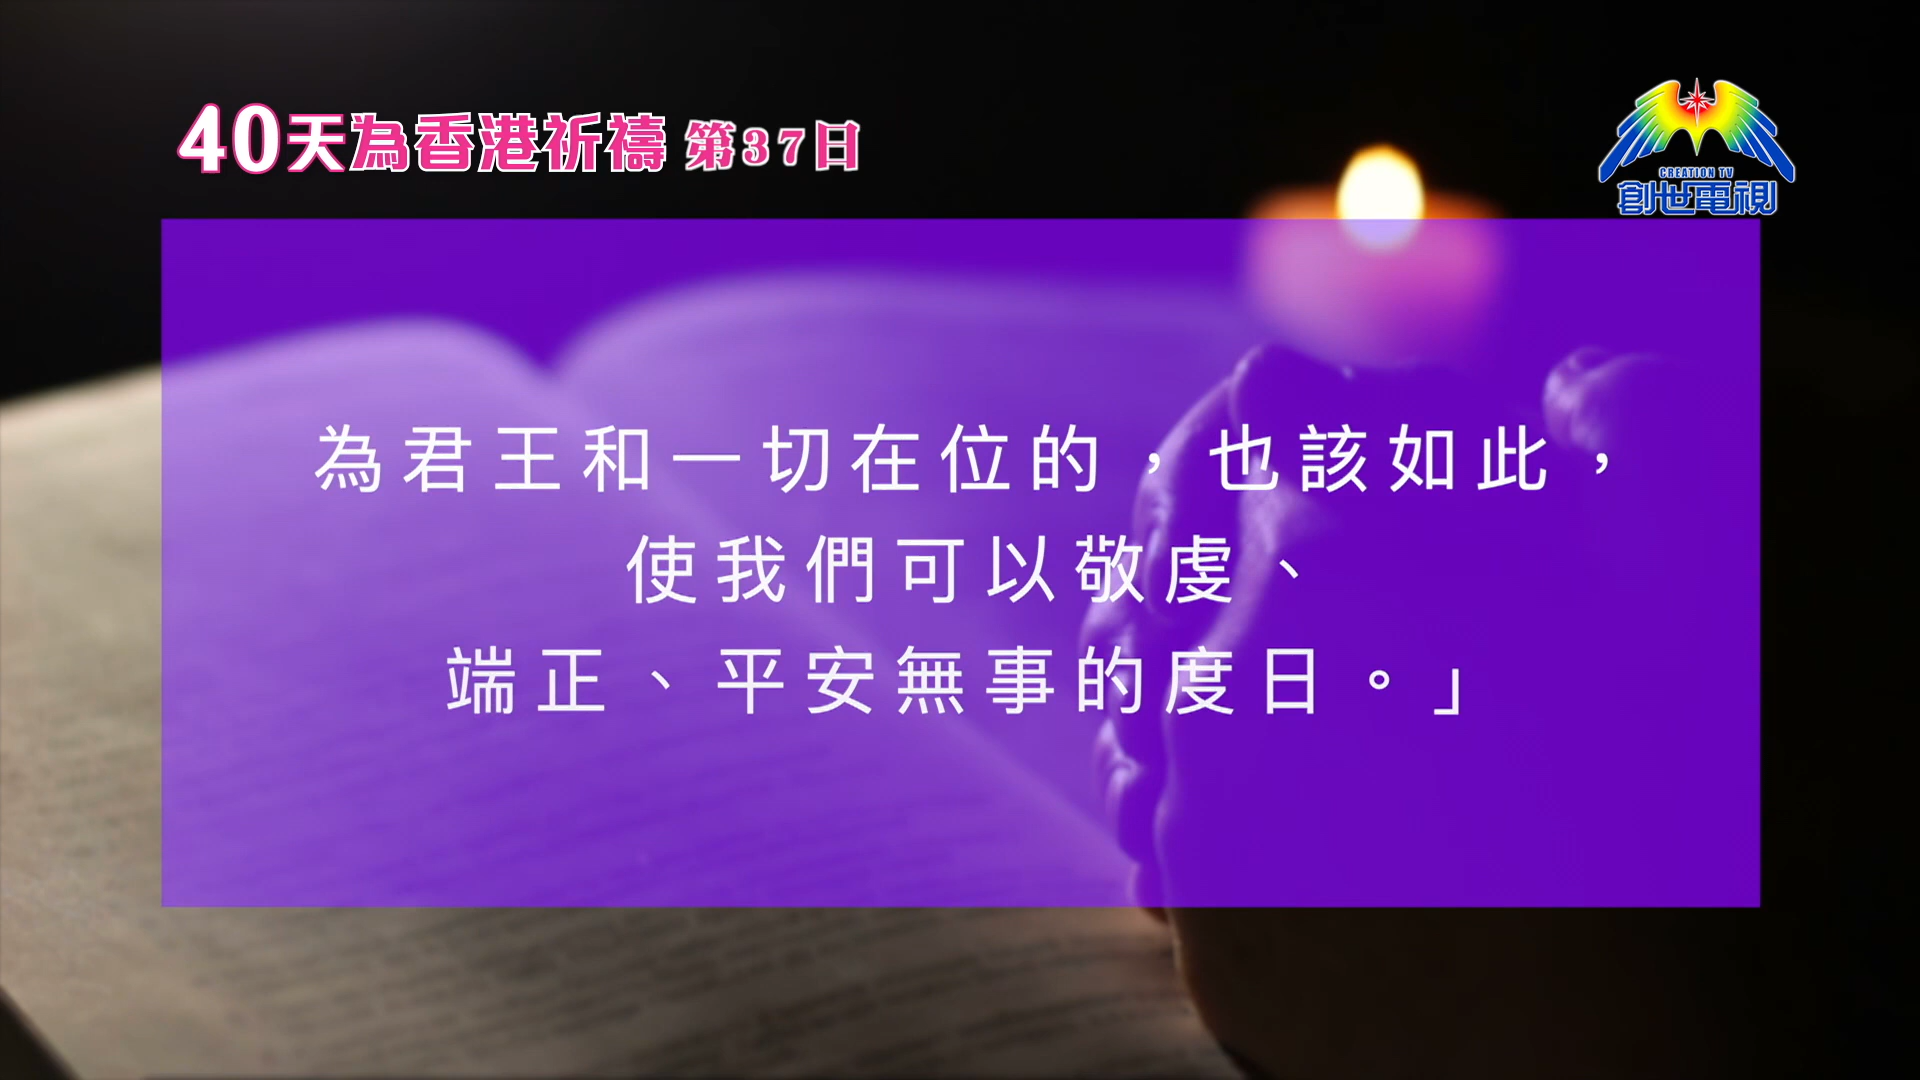 40天為香港祈禱 第37日
CREATION TV
創世電視
為君王和一切在位的，也該如此，
使我們可以敬虔、
端正、平安無事的度日。」